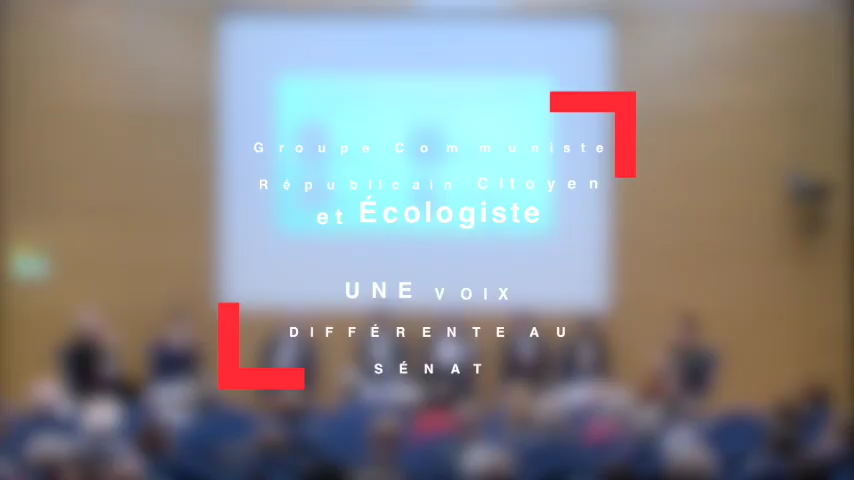 Groupe Communiste
Républicain Citoyen
et Écologiste
UNE VOIX
DIFFÉRENTE AU
SÉNAT